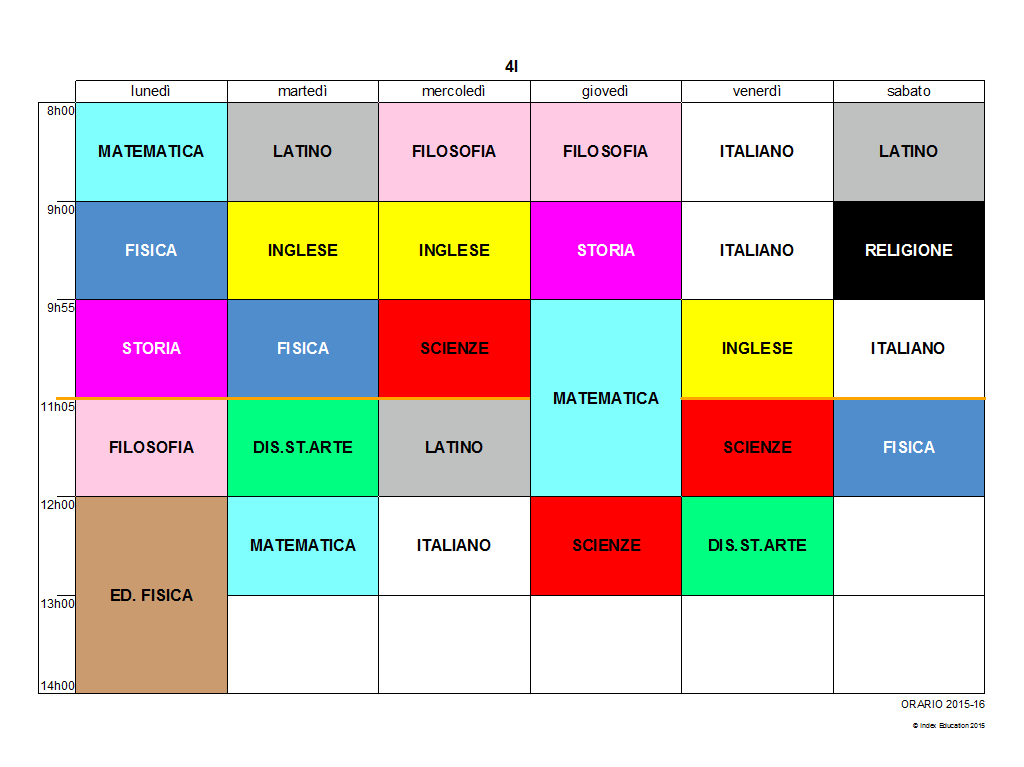 4I
lunedì martedì mercoledì giovedì venerdì sabato
8h00
MATEMATICA LATINO FILOSOFIA FILOSOFIA ITALIANO LATINO
9h00
FISICA INGLESE INGLESE STORIA ITALIANO RELIGIONE
9h55
STORIA FISICA SCIENZE INGLESE ITALIANO
MATEMATICA
11h05
FILOSOFIA DIS.ST.ARTE LATINO SCIENZE FISICA
12h00
MATEMATICA ITALIANO SCIENZE DIS.ST.ARTE
ED. FISICA
13h00
14h00
ORARIO 2015-16
© Index Education 2015